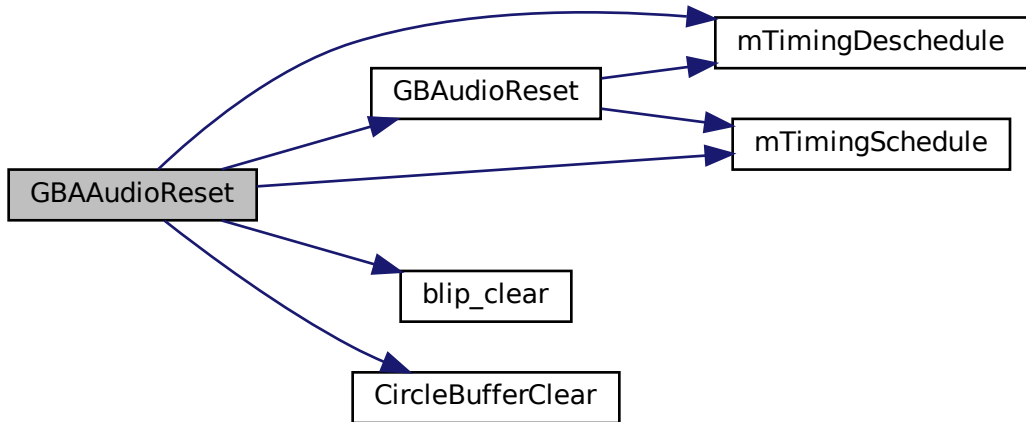 mTimingDeschedule
GBAudioReset
mTimingSchedule
GBAAudioReset
blip_clear
CircleBufferClear